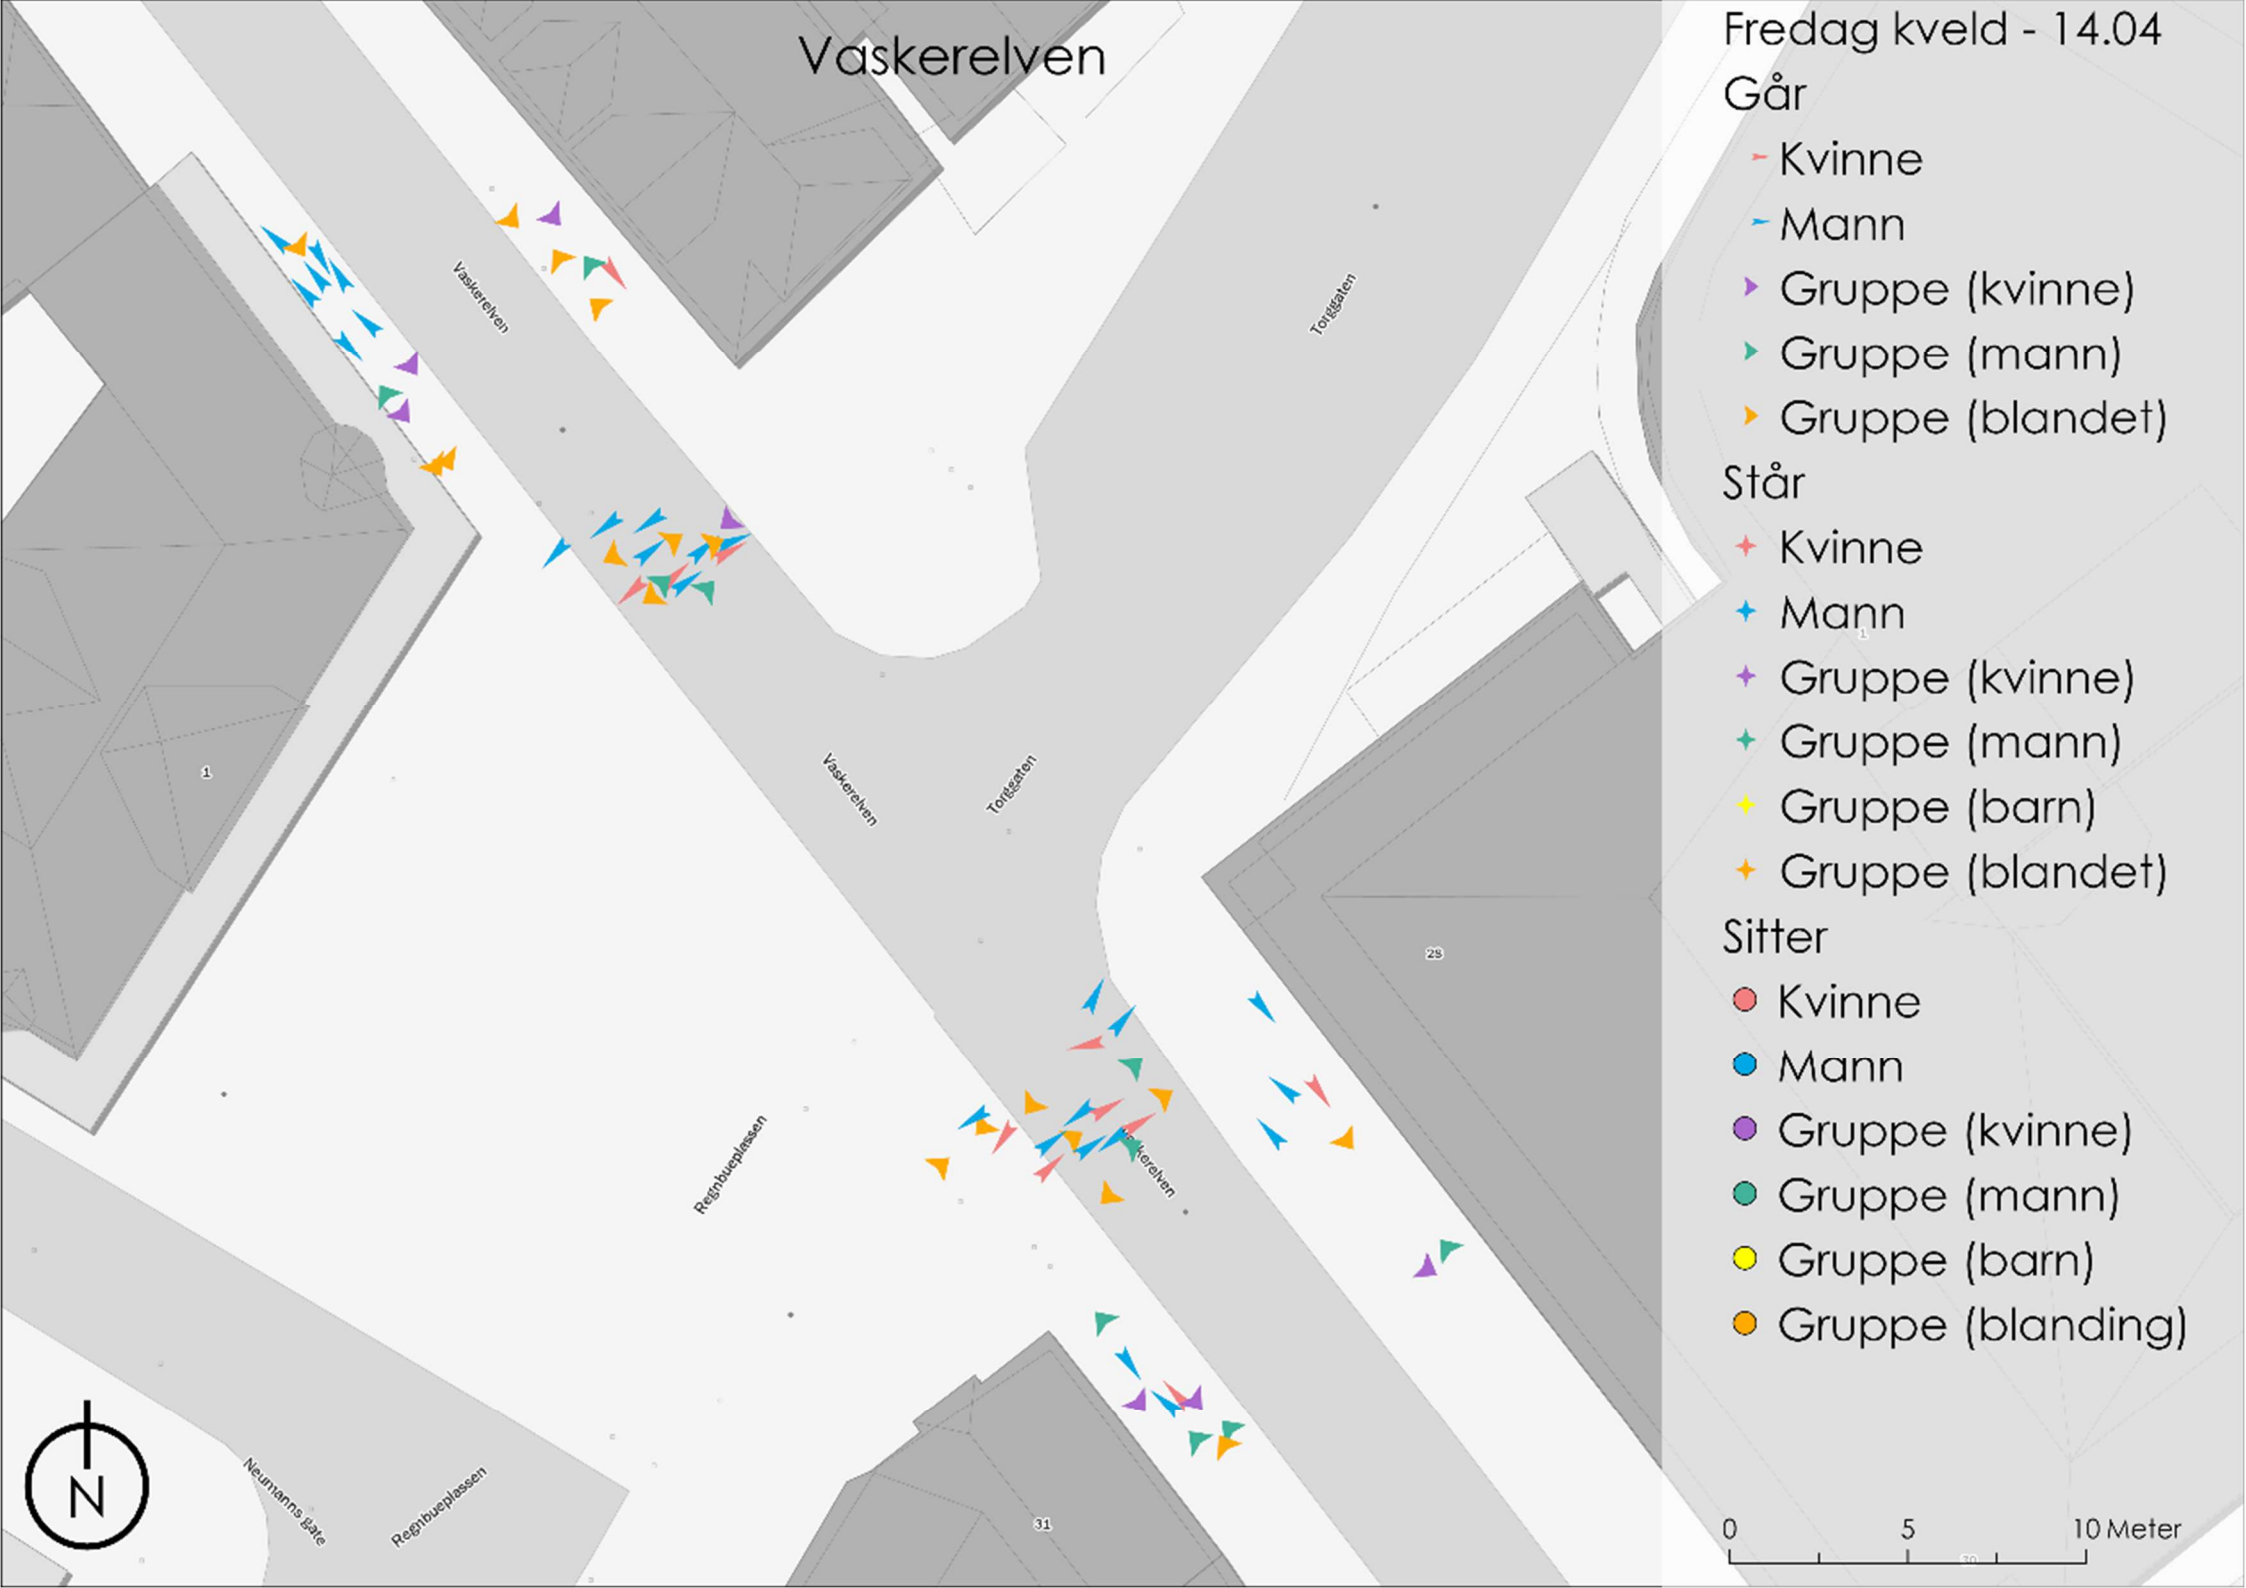 Vaskerelven
Fredag kveld - 14.04
Går
Kvinne
Mann
Gruppe (kvinne)
Gruppe (mann)
Gruppe (blandet)
Står
Kvinne
Mann
Gruppe (kvinne)
Gruppe (mann)
Gruppe (barn)
Gruppe (blandet)
Sitter
Kvinne
Mann
Gruppe (kvinne)
Gruppe (mann)
Gruppe (barn)
Gruppe (blanding)
0 5 10 Meter
Vaskerelven
Torggaten
Vaskerelven
Torggaten
1
1
28
Regnbueplassen
Neumanns gate
Regnbueplassen
31
30
N